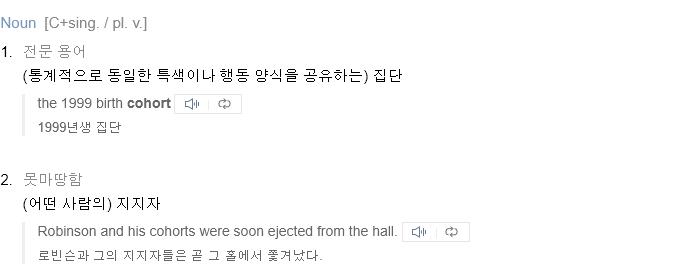 Noun [C+sing. / pl. v.]
1. 전문 용어
(통계적으로 동일한 특색이나 행동 양식을 공유하는) 집단
the 1999 birth cohort
1999년생 집단
2. 못마땅함
(어떤 사람의) 지지자
Robinson and his cohorts were soon ejected from the hall.
로빈슨과 그의 지지자들은 곧 그 홀에서 쫓겨났다.